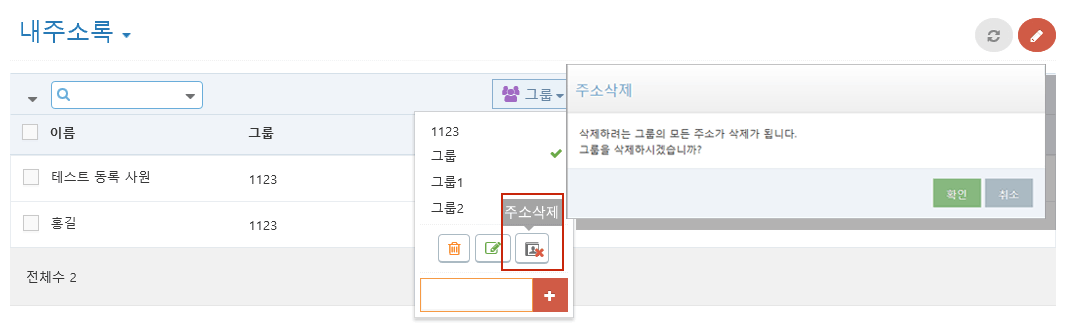 내주소록
그룹
주소삭제
삭제하려는 그룹의 모든 주소가 삭제가 됩니다.
그룹을 삭제하시겠습니까?
확인 취소
이름 그룹
테스트 동록 사원 1123
홍길 1123
전체수 2
1123
그룹
그룹1
그룹2
주소삭제